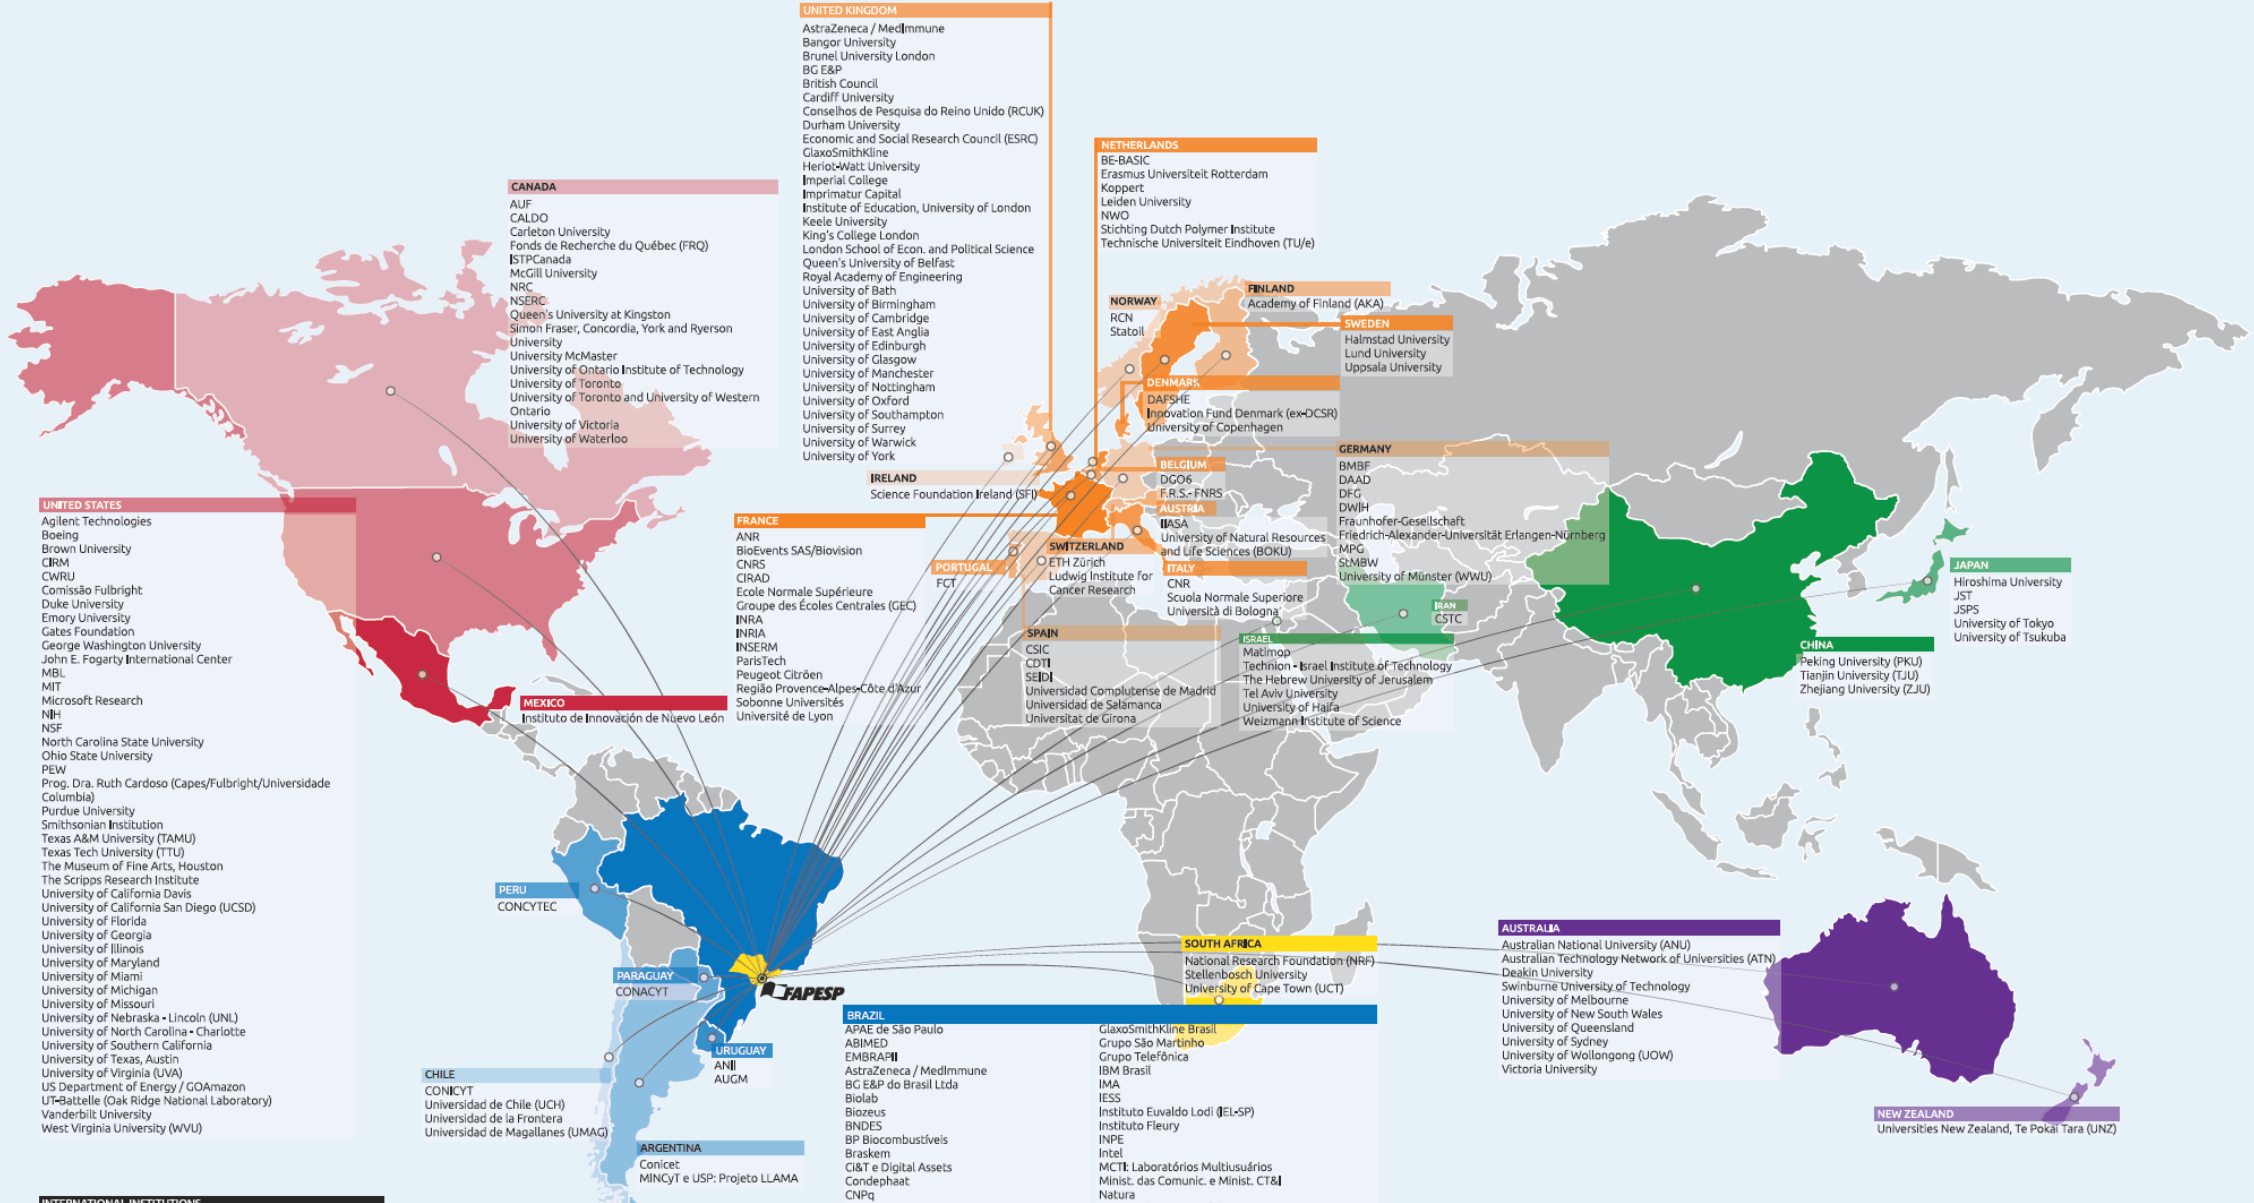 UNITED KINGDOM
AstraZeneca / MedImmune
Bangor University
Brunel University London
BG E&P
British Council
Cardiff University
Conselhos de Pesquisa do Reino Unido (RCUK)
Durham University
Economic and Social Research Council (ESRC)
GlaxoSmithKline
Heriot-Watt University
Imperial College
Imprimatur Capital
Institute of Education, University of London
Keele University
King's College London
London School of Econ. and Political Science
Queen's University of Belfast
Royal Academy of Engineering
University of Bath
University of Birmingham
University of Cambridge
University of East Anglia
University of Edinburgh
University of Glasgow
University of Manchester
University of Nottingham
University of Oxford
University of Southampton
University of Surrey
University of Warwick
University of York
NETHERLANDS
BE-BASIC
Erasmus Universiteit Rotterdam
Koppert
Leiden University
NWO
Stichting Dutch Polymer Institute
Technische Universiteit Eindhoven (TU/e)
CANADA
AUF
CALDO
Carleton University
Fonds de Recherche du Québec (FRQ)
ISTPCanada
McGill University
NRC
NSERC
Queen's University at Kingston
Simon Fraser, Concordia, York and Ryerson
University
University McMaster
University of Ontario Institute of Technology
University of Toronto
University of Toronto and University of Western
Ontario
University of Victoria
University of Waterloo
NORWAY
RCN
Statoil
FINLAND
Academy of Finland (AKA)
SWEDEN
Halmstad University
Lund University
Uppsala University
DENMARK
DAFSHE
Innovation Fund Denmark (ex-DCSR)
University of Copenhagen
GERMANY
BMBF
DAAD
DFG
DWIH
Fraunhofer-Gesellschaft
Friedrich-Alexander-Universität Erlangen-Nürnberg
MPG
StMBW
University of Münster (WWU)
IRELAND
Science Foundation Ireland (SFI)
BELGIUM
DGO6
F.R.S.- FNRS
AUSTRIA
IIASA
University of Natural Resources
and Life Sciences (BOKU)
UNITED STATES
Agilent Technologies
Boeing
Brown University
CIRM
CWRU
Comissão Fulbright
Duke University
Emory University
Gates Foundation
George Washington University
John E. Fogarty International Center
MBL
MIT
Microsoft Research
NIH
NSF
North Carolina State University
Ohio State University
PEW
Prog. Dra. Ruth Cardoso (Capes/Fulbright/Universidade
Columbia)
Purdue University
Smithsonian Institution
Texas A&M University (TAMU)
Texas Tech University (TTU)
The Museum of Fine Arts, Houston
The Scripps Research Institute
University of California Davis
University of California San Diego (UCSD)
University of Florida
University of Georgia
University of Illinois
University of Maryland
University of Miami
University of Michigan
University of Missouri
University of Nebraska - Lincoln (UNL)
University of North Carolina - Charlotte
University of Southern California
University of Texas, Austin
University of Virginia (UVA)
US Department of Energy / GOAmazon
UT-Battelle (Oak Ridge National Laboratory)
Vanderbilt University
West Virginia University (WVU)
FRANCE
ANR
BioEvents SAS/Biovision
CNRS
CIRAD
Ecole Normale Supérieure
Groupe des Écoles Centrales (GEC)
INRA
INRIA
INSERM
ParisTech
Peugeot Citröen
Região Provence-Alpes-Côte d'Azur
Sobonne Universités
Université de Lyon
PORTUGAL
FCT
SWITZERLAND
ETH Zürich
Ludwig Institute for
Cancer Research
ITALY
CNR
Scuola Normale Superiore
Università di Bologna
SPAIN
CSIC
CDTI
SEIDI
Universidad Complutense de Madrid
Universidad de Salamanca
Universitat de Girona
ISRAEL
Matimop
Technion - Israel Institute of Technology
The Hebrew University of Jerusalem
Tel Aviv University
University of Haifa
Weizmann Institute of Science
IRAN
CSTC
JAPAN
Hiroshima University
JST
JSPS
University of Tokyo
University of Tsukuba
CHINA
Peking University (PKU)
Tianjin University (TJU)
Zhejiang University (ZJU)
MEXICO
Instituto de Innovación de Nuevo León
PERU
CONCYTEC
PARAGUAY
CONACYT
FAPESP
URUGUAY
ANII
AUGM
CHILE
CONICYT
Universidad de Chile (UCH)
Universidad de la Frontera
Universidad de Magallanes (UMAG)
ARGENTINA
Conicet
MINCyT e USP: Projeto LLAMA
SOUTH AFRICA
National Research Foundation (NRF)
Stellenbosch University
University of Cape Town (UCT)
BRAZIL
APAE de São Paulo
ABIMED
EMBRAPII
AstraZeneca / MedImmune
BG E&P do Brasil Ltda
Biolab
Biozeus
BNDES
BP Biocombustíveis
Braskem
Ci&T e Digital Assets
Condephaat
CNPq
GlaxoSmithKline Brasil
Grupo São Martinho
Grupo Telefônica
IBM Brasil
IMA
IESS
Instituto Euvaldo Lodi (IEL-SP)
Instituto Fleury
INPE
Intel
MCTI: Laboratórios Multiusuários
Minist. das Comunic. e Minist. CT&I
Natura
AUSTRALIA
Australian National University (ANU)
Australian Technology Network of Universities (ATN)
Deakin University
Swinburne University of Technology
University of Melbourne
University of New South Wales
University of Queensland
University of Sydney
University of Wollongong (UOW)
Victoria University
NEW ZEALAND
Universities New Zealand, Te Pokai Tara (UNZ)
INTERNATIONAL INSTITUTIONS